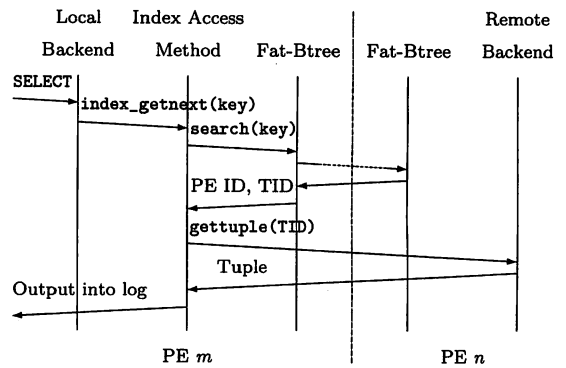 Local Index Access Remote
Backend Method Fat-Btree Fat-Btree Backend
SELECT
index_getnext(key)
search(key)
PE ID, TID
gettuple(TID)
Tuple
Output into log
PE m PE n